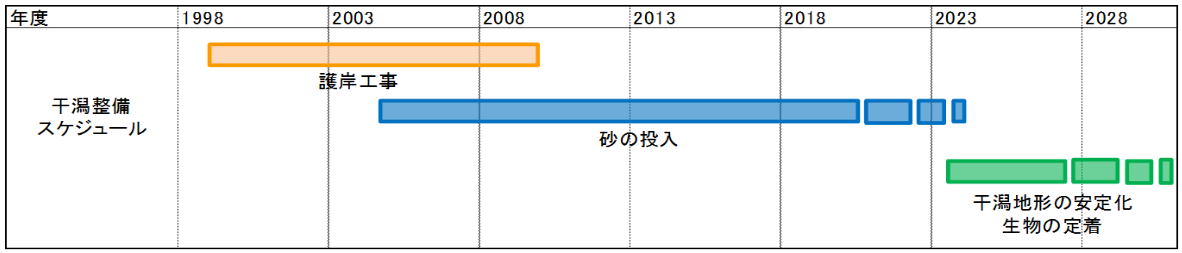 年度
1998
2003
2008
2013
2018
2023
2028
護岸工事
干潟整備
スケジュール
砂の投入
干潟地形の安定化
生物の定着